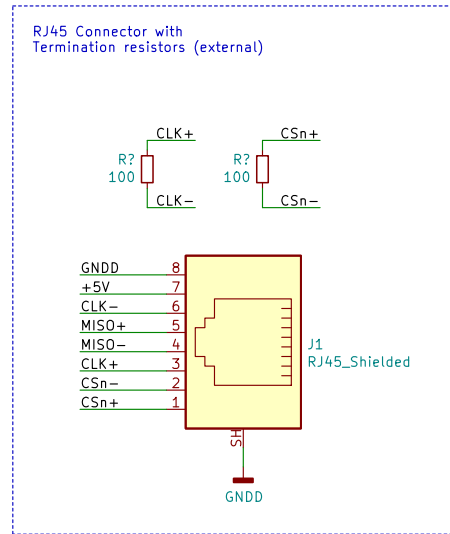 RJ45 Connector with
Termination resistors (external)
CLK+ CSn+
R? R?
100 100
CLK- CSn-
GNDD 8
+5V 7
CLK- 6
MISO+ 5
MISO- 4
J1
CLK+ 3
RJ45_Shielded
CSn- 2
CSn+ 1
SH
GNDD